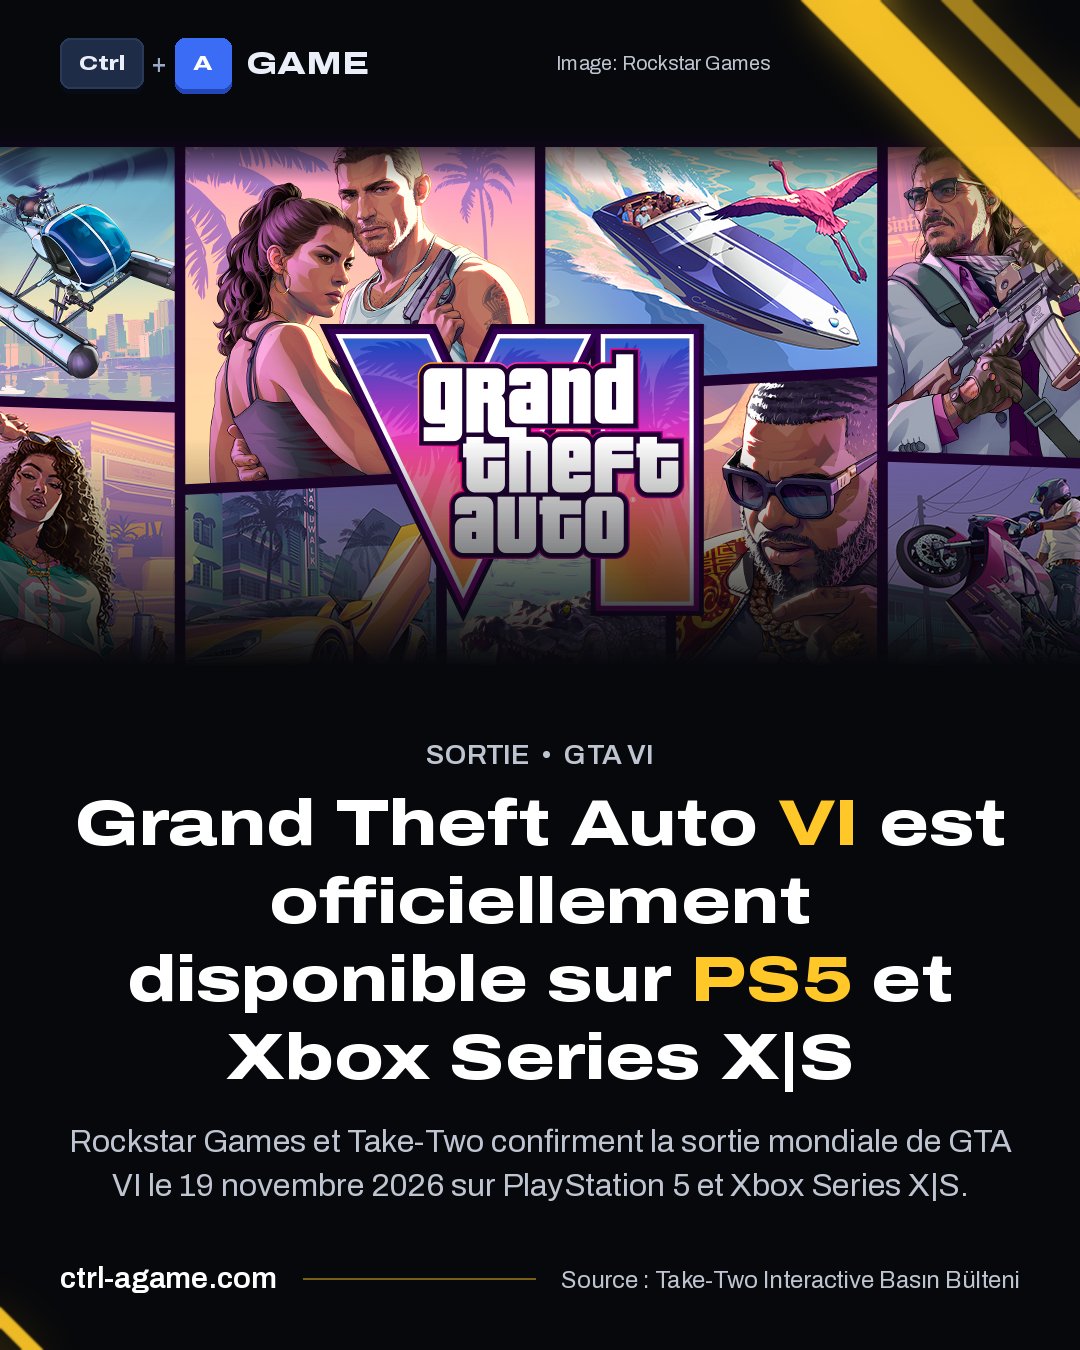 Ctrl + A GAME
Image: Rockstar Games
grand
theft
auto
VI
SORTIE • GTA VI
Grand Theft Auto VI est
officiellement
disponible sur PS5 et
Xbox Series X|S
Rockstar Games et Take-Two confirment la sortie mondiale de GTA
VI le 19 novembre 2026 sur PlayStation 5 et Xbox Series X|S.
ctrl-agame.com
Source : Take-Two Interactive Basın Bülteni